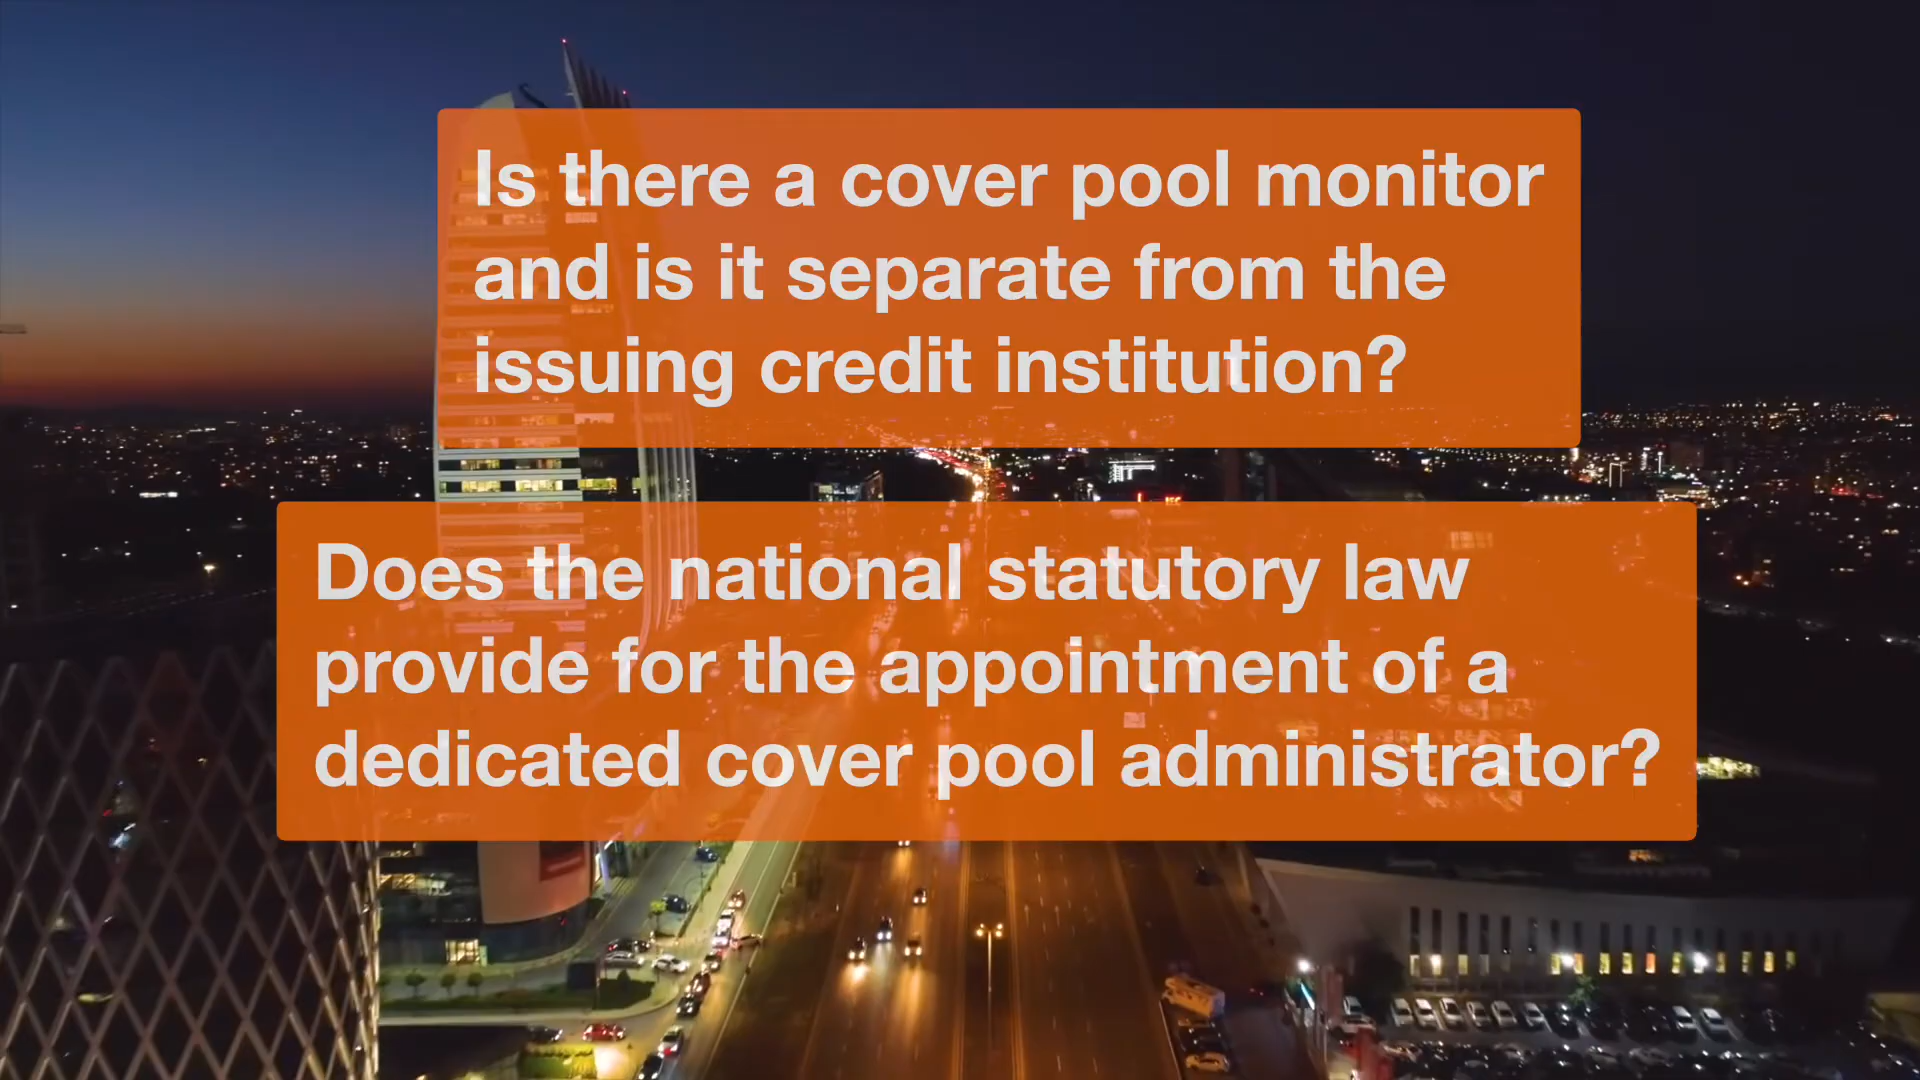 Is there a cover pool monitor
and is it separate from the
issuing credit institution?
Does the national statutory law
provide for the appointment of a
dedicated cover pool administrator?